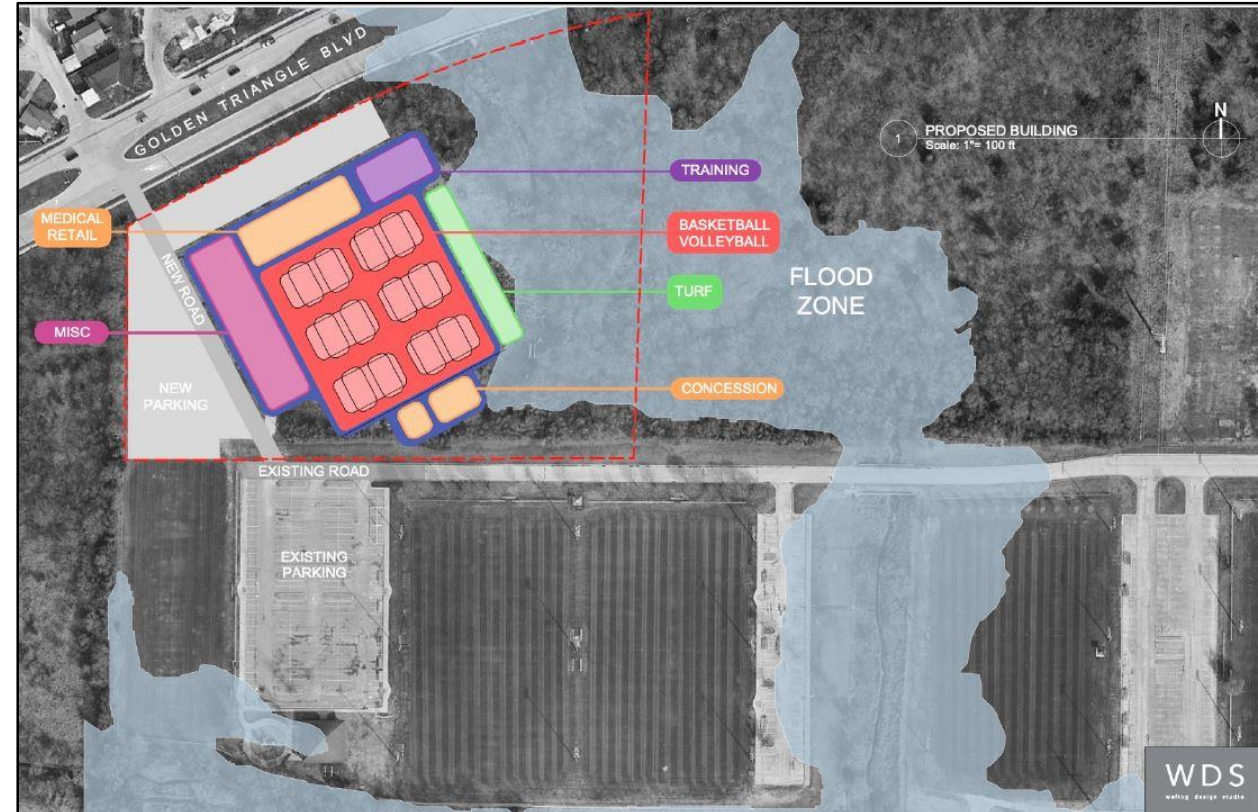 GOLDEN TRIANGLE BLVD
1
PROPOSED BUILDING
Scale: 1"= 100 ft
N
TRAINING
MEDICAL
RETAIL
BASKETBALL
VOLLEYBALL
NEW ROAD
FLOOD
ZONE
TURF
MISC
NEW
PARKING
CONCESSION
EXISTING ROAD
EXISTING
PARKING
WDS